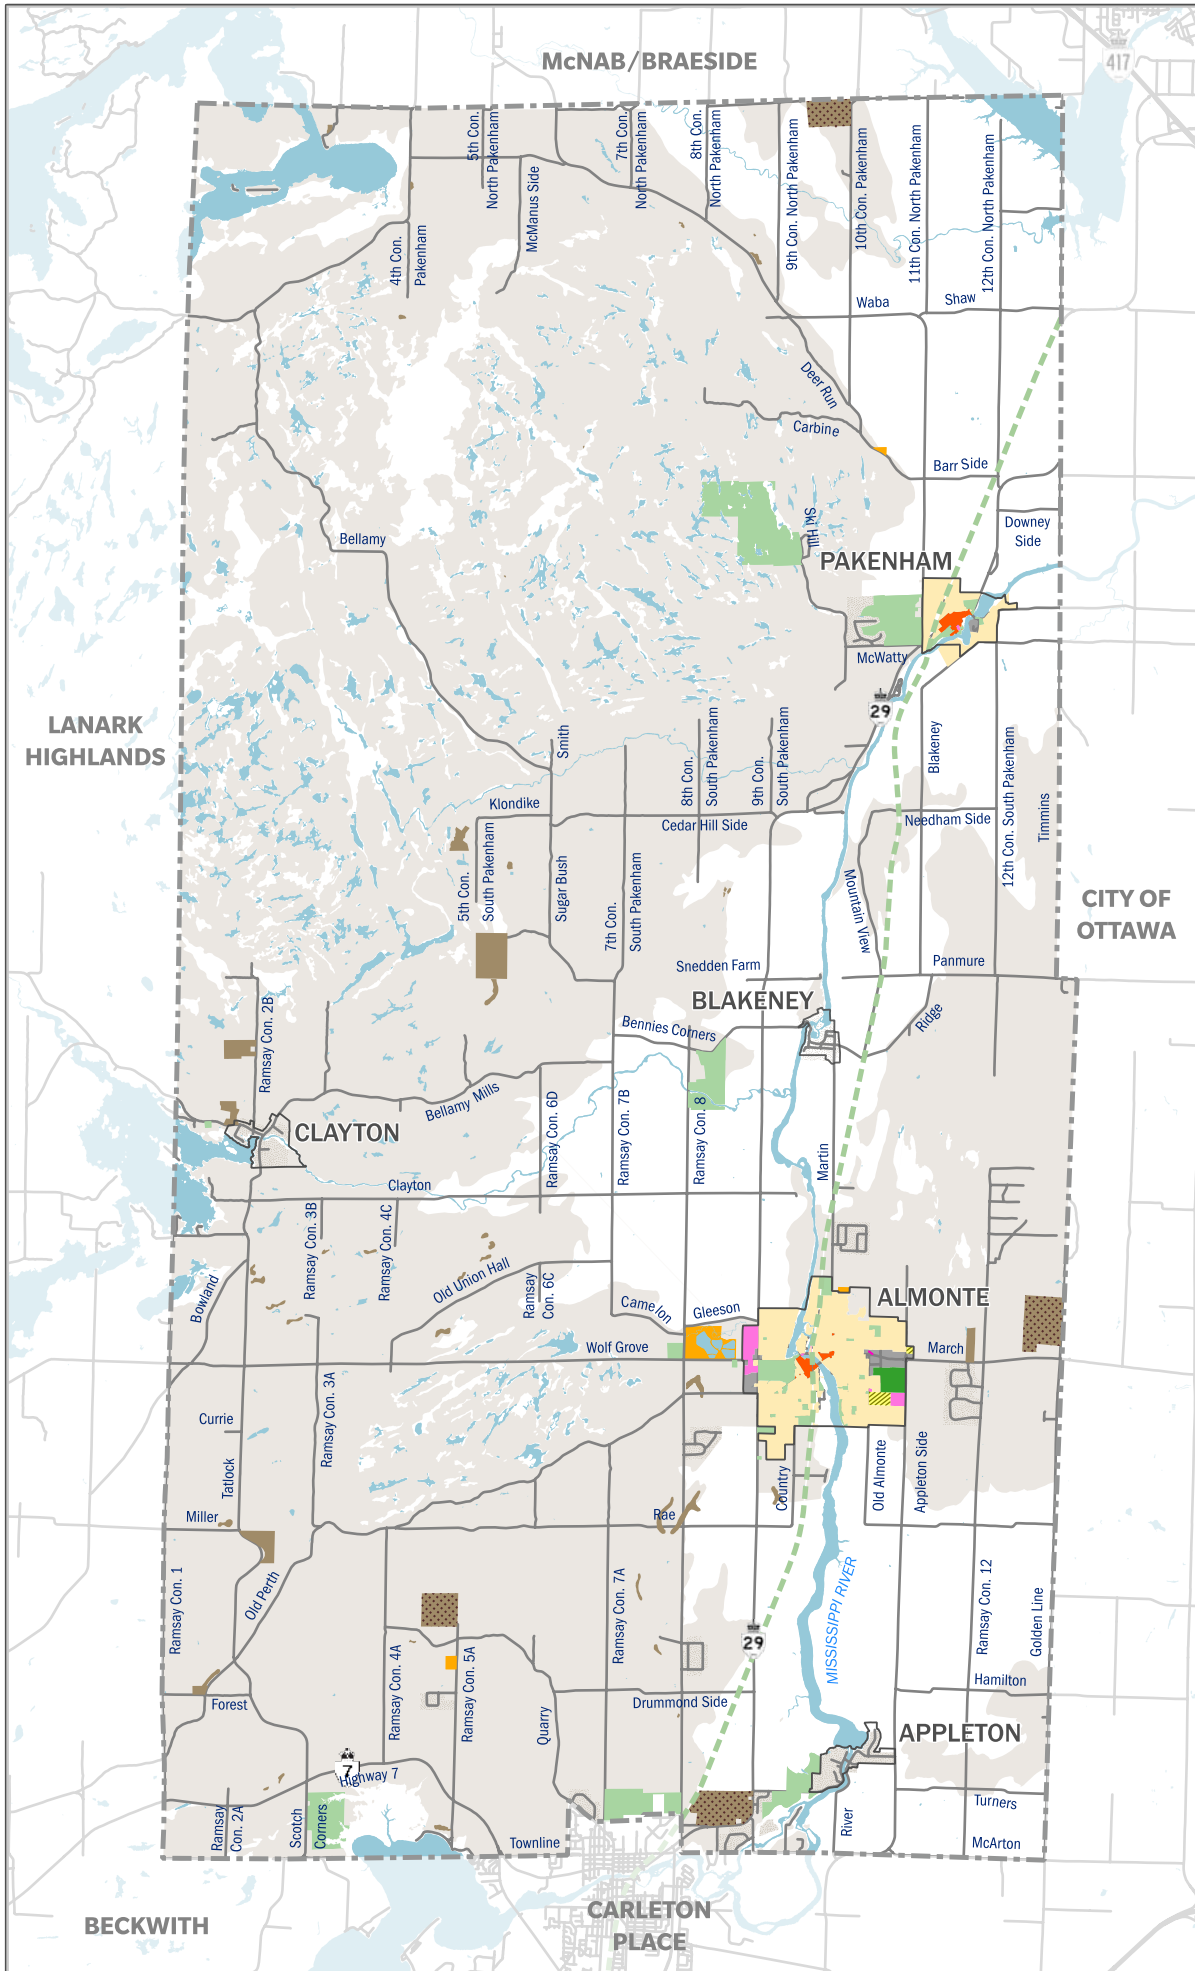 McNAB/BRAESIDE
417
5th Con.
North Pakenham
7th Con.
North Pakenham
8th Con.
North Pakenham
9th Con. North Pakenham
10th Con. Pakenham
11th Con. North Pakenham
12th Con. North Pakenham
McManus Side
4th Con.
Pakenham
Waba
Shaw
Deer Run
Carbine
Barr Side
Ski Hill
Downey
Side
Bellamy
PAKENHAM
McWatty
29
LANARK
HIGHLANDS
Smith
8th Con.
South Pakenham
9th Con.
South Pakenham
Blakeney
12th Con. South Pakenham
Timmins
Klondike
Cedar Hill Side
Needham Side
5th Con.
South Pakenham
Sugar Bush
7th Con.
South Pakenham
Mountain View
CITY OF
OTTAWA
Snedden Farm
Panmure
BLAKENEY
Ramsay Con. 2B
Bennies Corners
Ridge
Bellamy Mills
Ramsay Con. 6D
Ramsay Con. 7B
Ramsay Con. 8
CLAYTON
Martin
Clayton
Ramsay Con. 3B
Ramsay Con. 4C
Bowland
Old Union Hall
Ramsay
Con. 6C
Camelon
Gleeson
ALMONTE
Wolf Grove
March
Ramsay Con. 3A
Currie
Tatlock
Country
Old Almonte
Appleton Side
Miller
Rae
Ramsay Con. 1
Old Perth
Ramsay Con. 7A
MISSISSIPPI RIVER
Ramsay Con. 12
Golden Line
29
Ramsay Con. 4A
Ramsay Con. 5A
Hamilton
Forest
Quarry
Drummond Side
APPLETON
7
Highway 7
Ramsay
Con. 2A
Scotch
Corners
River
Turners
Townline
McArton
BECKWITH
CARLETON
PLACE